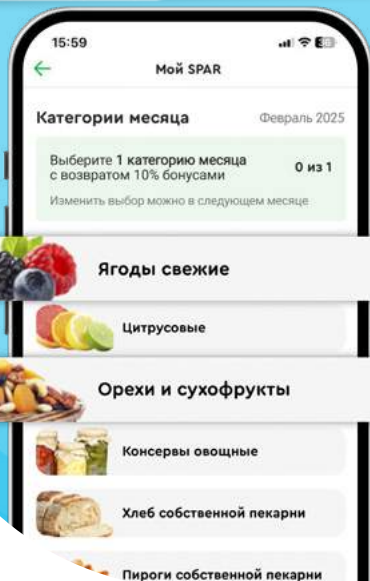 15:59
Мой SPAR
Категории месяца Февраль 2025
Выберите 1 категорию месяца
с возвратом 10% бонусами
0 из 1
Изменить выбор можно в следующем месяце
Ягоды свежие
Цитрусовые
Орехи и сухофрукты
Консервы овощные
Хлеб собственной пекарни
Пироги собственной пекарни